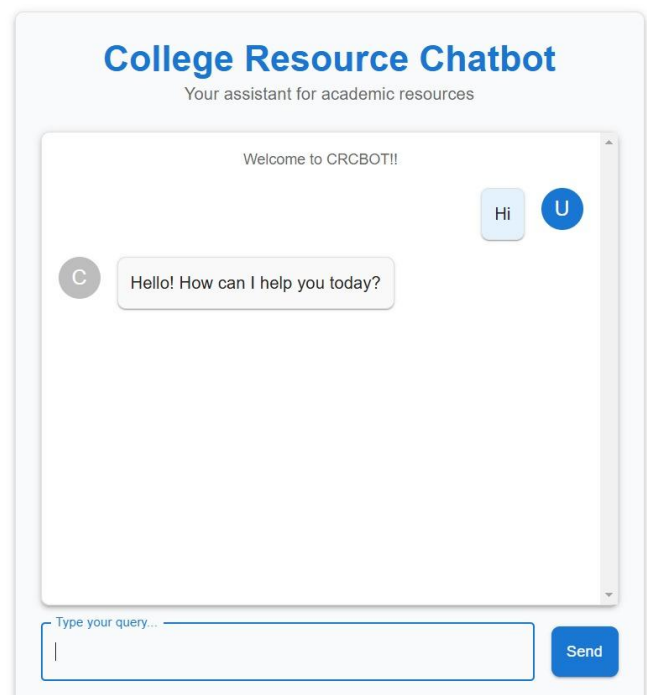 College Resource Chatbot
Your assistant for academic resources
Welcome to CRCBOT!!
Hi
U
C
Hello! How can I help you today?
Type your query...
Send